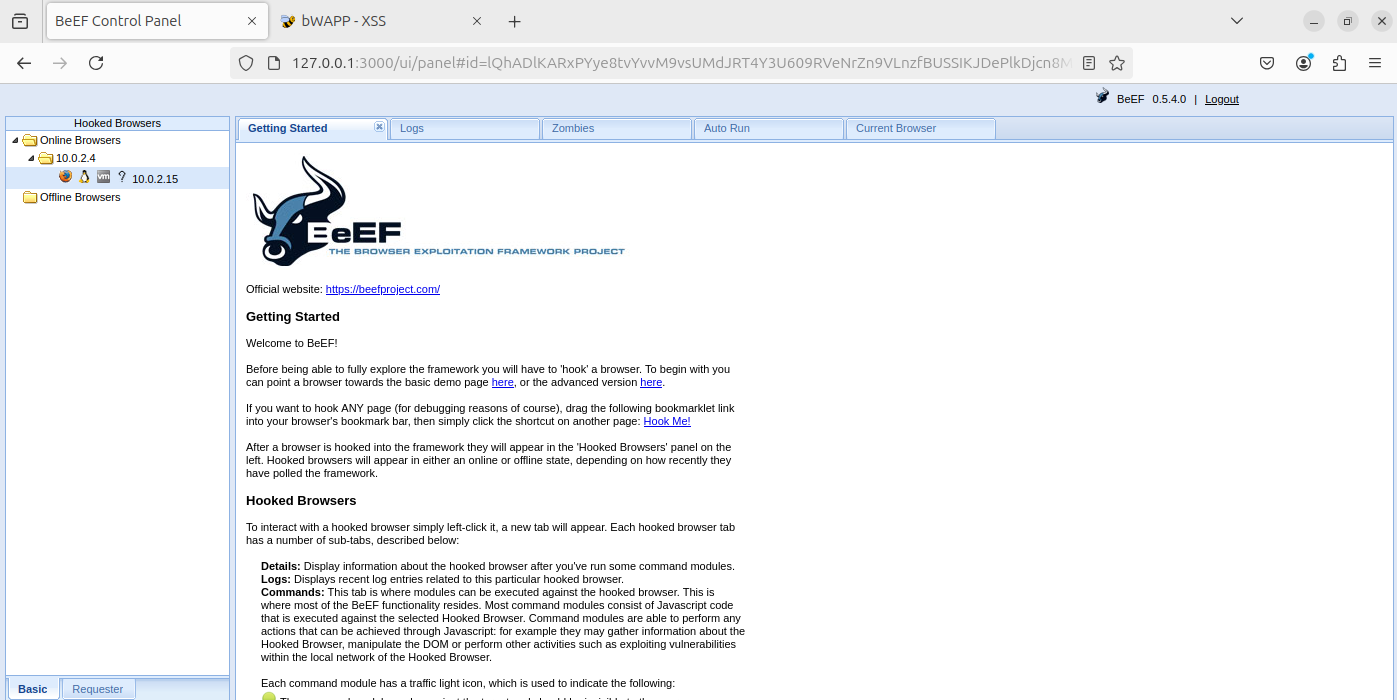 BeEF Control Panel
bWAPP - XSS
127.0.0.1:3000/ui/panel#id=lQhADlKARxPYye8tvYvvM9vsUMdJRT4Y3U609RVeNrZn9VLnzfBUSSIKJDePlkDjcn8M
BeEF 0.5.4.0 | Logout
Hooked Browsers
Online Browsers
10.0.2.4
vm ? 10.0.2.15
Offline Browsers
Basic Requester
Getting Started Logs Zombies Auto Run Current Browser
BeEF
THE BROWSER EXPLOITATION FRAMEWORK PROJECT
Official website: https://beefproject.com/
Getting Started
Welcome to BeEF!
Before being able to fully explore the framework you will have to 'hook' a browser. To begin with you
can point a browser towards the basic demo page here, or the advanced version here.
If you want to hook ANY page (for debugging reasons of course), drag the following bookmarklet link
into your browser's bookmark bar, then simply click the shortcut on another page: Hook Me!
After a browser is hooked into the framework they will appear in the 'Hooked Browsers' panel on the
left. Hooked browsers will appear in either an online or offline state, depending on how recently they
have polled the framework.
Hooked Browsers
To interact with a hooked browser simply left-click it, a new tab will appear. Each hooked browser tab
has a number of sub-tabs, described below:
Details: Display information about the hooked browser after you've run some command modules.
Logs: Displays recent log entries related to this particular hooked browser.
Commands: This tab is where modules can be executed against the hooked browser. This is
where most of the BeEF functionality resides. Most command modules consist of Javascript code
that is executed against the selected Hooked Browser. Command modules are able to perform any
actions that can be achieved through Javascript: for example they may gather information about the
Hooked Browser, manipulate the DOM or perform other activities such as exploiting vulnerabilities
within the local network of the Hooked Browser.
Each command module has a traffic light icon, which is used to indicate the following: